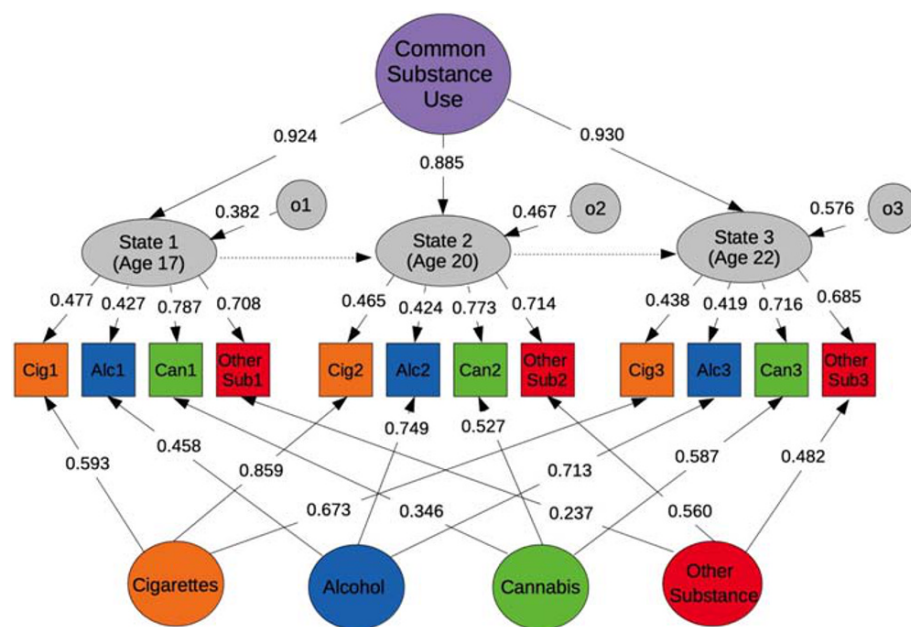 Common
Substance
Use
0.924
0.885
0.930
o1
o2
o3
0.382
0.467
0.576
State 1
(Age 17)
State 2
(Age 20)
State 3
(Age 22)
0.477
0.427
0.787
0.708
0.465
0.424
0.773
0.714
0.438
0.419
0.716
0.685
Cig1
Alc1
Can1
Other
Sub1
Cig2
Alc2
Can2
Other
Sub2
Cig3
Alc3
Can3
Other
Sub3
0.593
0.458
0.859
0.749
0.527
0.713
0.587
0.482
0.673
0.346
0.237
0.560
Cigarettes
Alcohol
Cannabis
Other
Substance